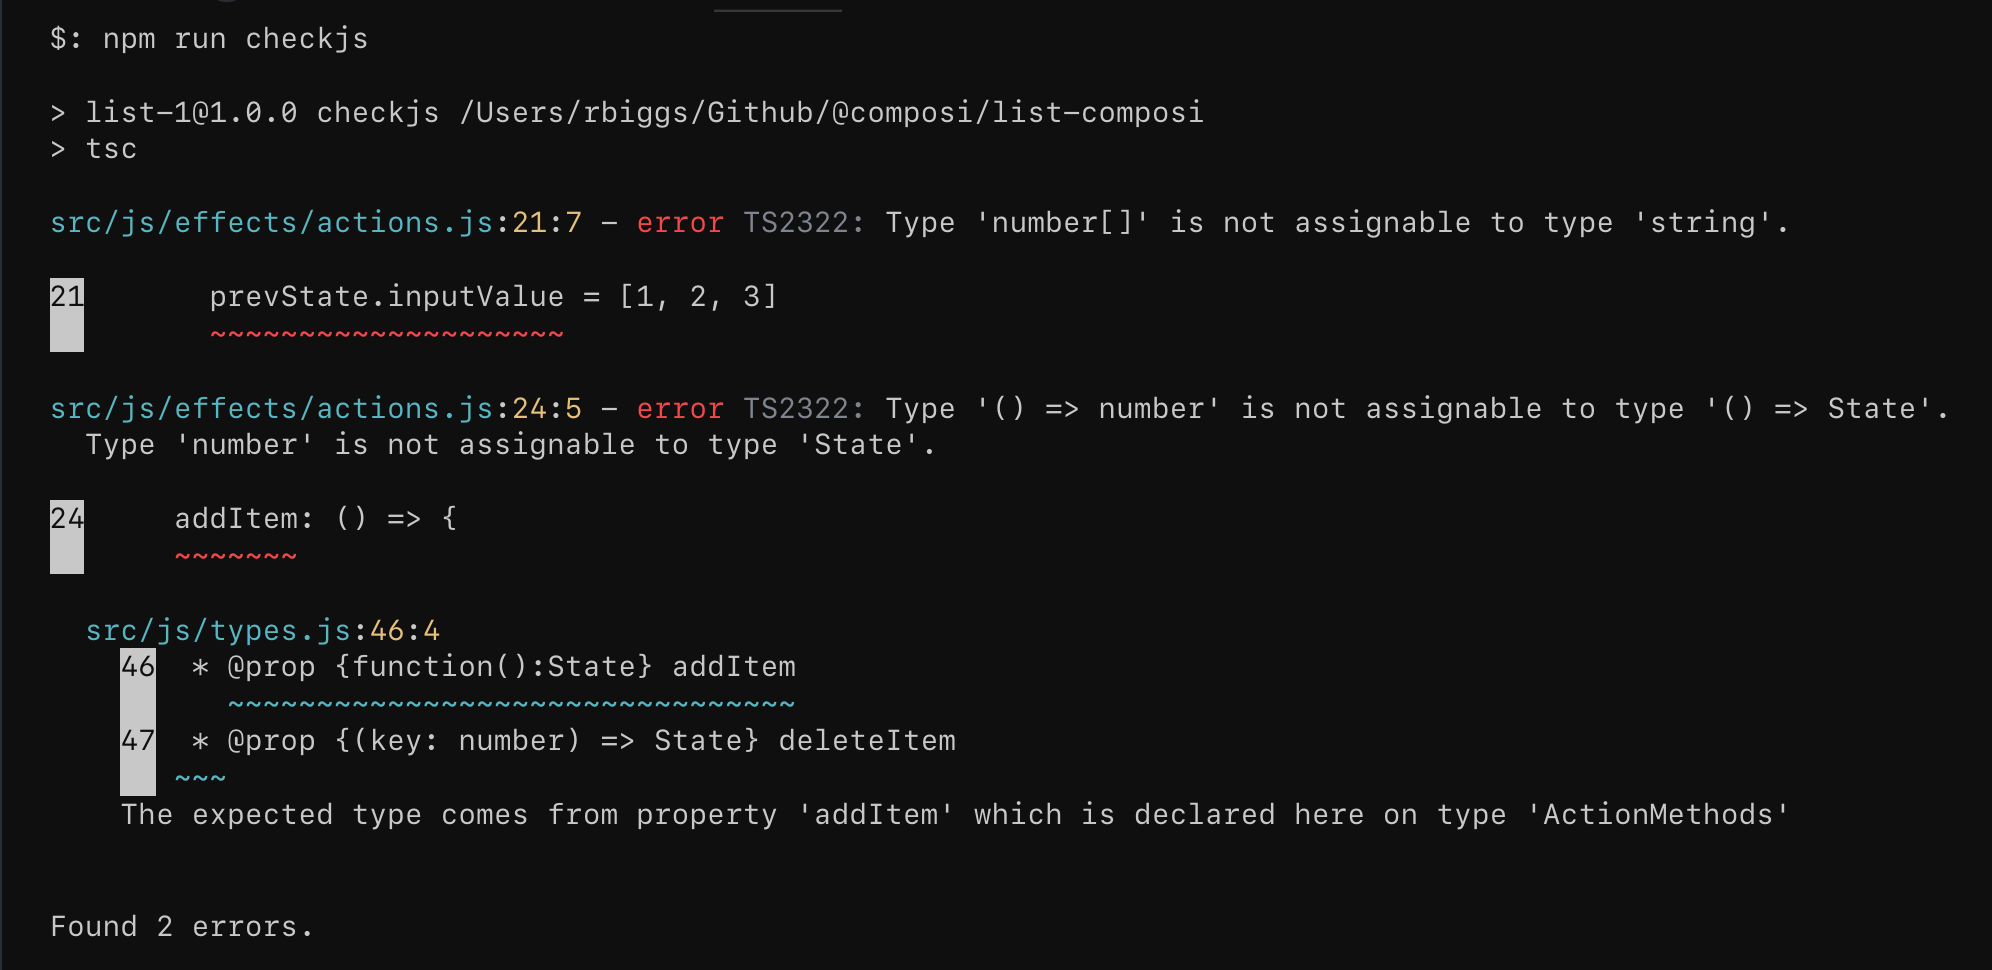 $: npm run checkjs
> list-1@1.0.0 checkjs /Users/rbiggs/Github/@composi/list-composi
> tsc
src/js/effects/actions.js:21:7 - error TS2322: Type 'number[]' is not assignable to type 'string'.
21       prevState.inputValue = [1, 2, 3]
~~~~~~~~~~~~~~~~~~~~
src/js/effects/actions.js:24:5 - error TS2322: Type '() => number' is not assignable to type '() => State'.
Type 'number' is not assignable to type 'State'.
24     addItem: () => {
~~~~~~~
src/js/types.js:46:4
46  * @prop {function():State} addItem
~~~~~~~~~~~~~~~~~~~~~~~~~~~~~~~~
47  * @prop {(key: number) => State} deleteItem
~~~
The expected type comes from property 'addItem' which is declared here on type 'ActionMethods'
Found 2 errors.